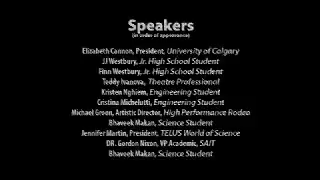 Speakers
(in order of appearance)
Elizabeth Cannon, President, University of Calgary
JJ Westbury, Jr. High School Student
Finn Westbury, Jr. High School Student
Teddy Ivanova, Theatre Professional
Kristen Nghiem, Engineering Student
Cristina Michelutti, Engineering Student
Michael Green, Artistic Director, High Performance Rodeo
Bhaveek Makan, Science Student
Jennifer Martin, President, TELUS World of Science
DR. Gordon Nixon, VP Academic, SAIT
Bhaveek Makan, Science Student